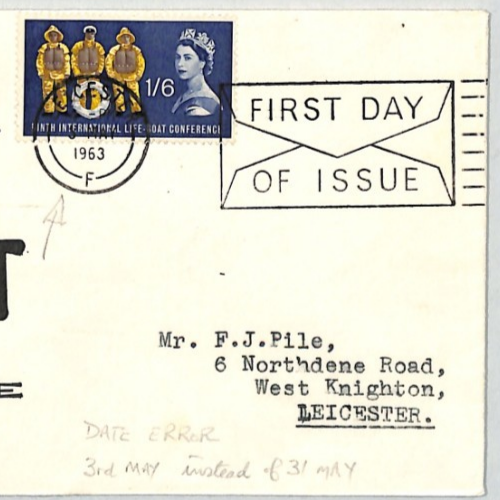 1/6
NINTH INTERNATIONAL LIFE-BOAT CONFERENCE
1963
F
FIRST DAY
OF ISSUE
T
E
Mr. F.J.Pile,
6 Northdene Road,
West Knighton,
LEICESTER.
DATE ERROR
3rd MAY instead of 31 MAY